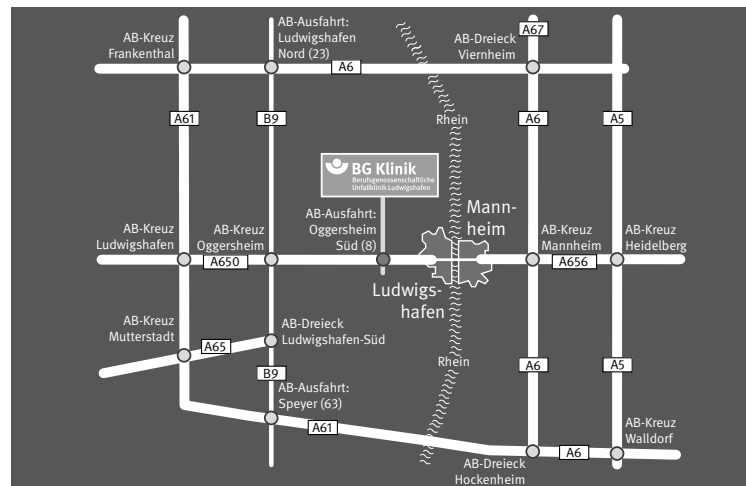 AB-Kreuz
Frankenthal
AB-Ausfahrt:
Ludwigshafen
Nord (23)
A67
AB-Dreieck
Viernheim
A6
A61
B9
Rhein
A6
A5
BG Klinik
Berufsgenossenschaftliche
Unfallklinik Ludwigshafen
AB-Kreuz
Ludwigshafen
AB-Kreuz
Oggersheim
AB-Ausfahrt:
Oggersheim
Süd (8)
Mann-
heim
AB-Kreuz
Mannheim
AB-Kreuz
Heidelberg
A650
A656
Ludwigs-
hafen
AB-Kreuz
Mutterstadt
A65
AB-Dreieck
Ludwigshafen-Süd
Rhein
B9
A6
A5
AB-Ausfahrt:
Speyer (63)
A61
AB-Dreieck
Hockenheim
A6
AB-Kreuz
Walldorf